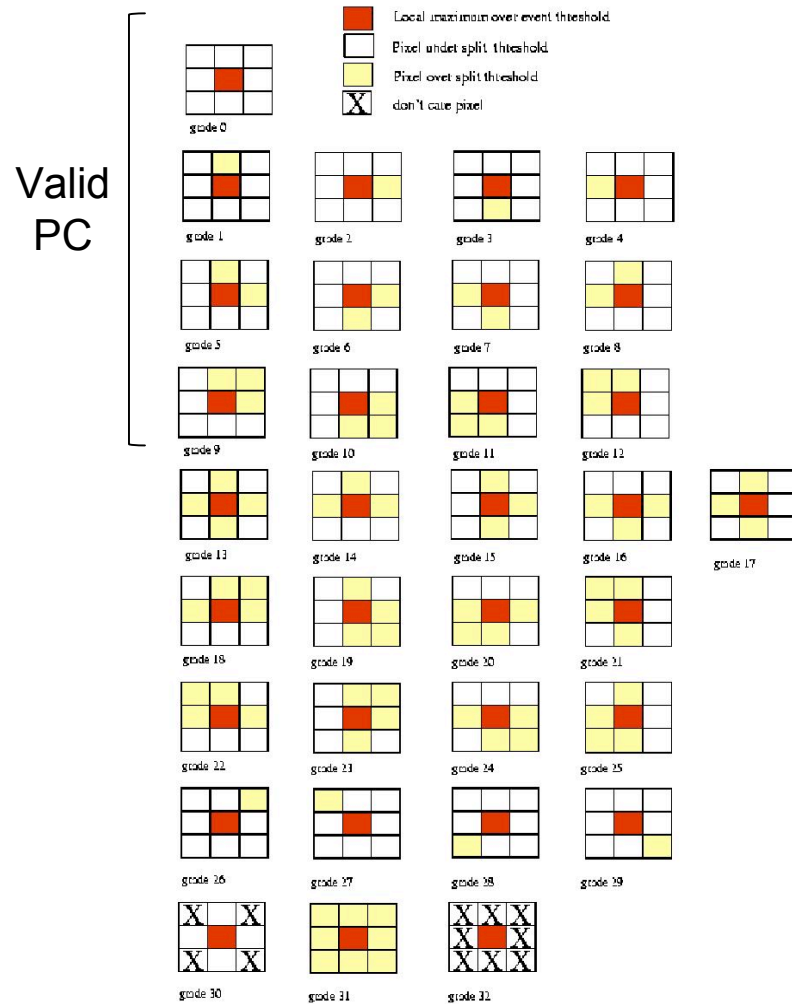 Local maximum over event threshold
Pixel under split threshold
Pixel over split threshold
X don't care pixel
grade 0
Valid
PC
grade 1 grade 2 grade 3 grade 4
grade 5 grade 6 grade 7 grade 8
grade 9 grade 10 grade 11 grade 12
grade 13 grade 14 grade 15 grade 16 grade 17
grade 18 grade 19 grade 20 grade 21
grade 22 grade 23 grade 24 grade 25
grade 26 grade 27 grade 28 grade 29
X X X X X
X X
X X X X X
grade 30 grade 31 grade 32